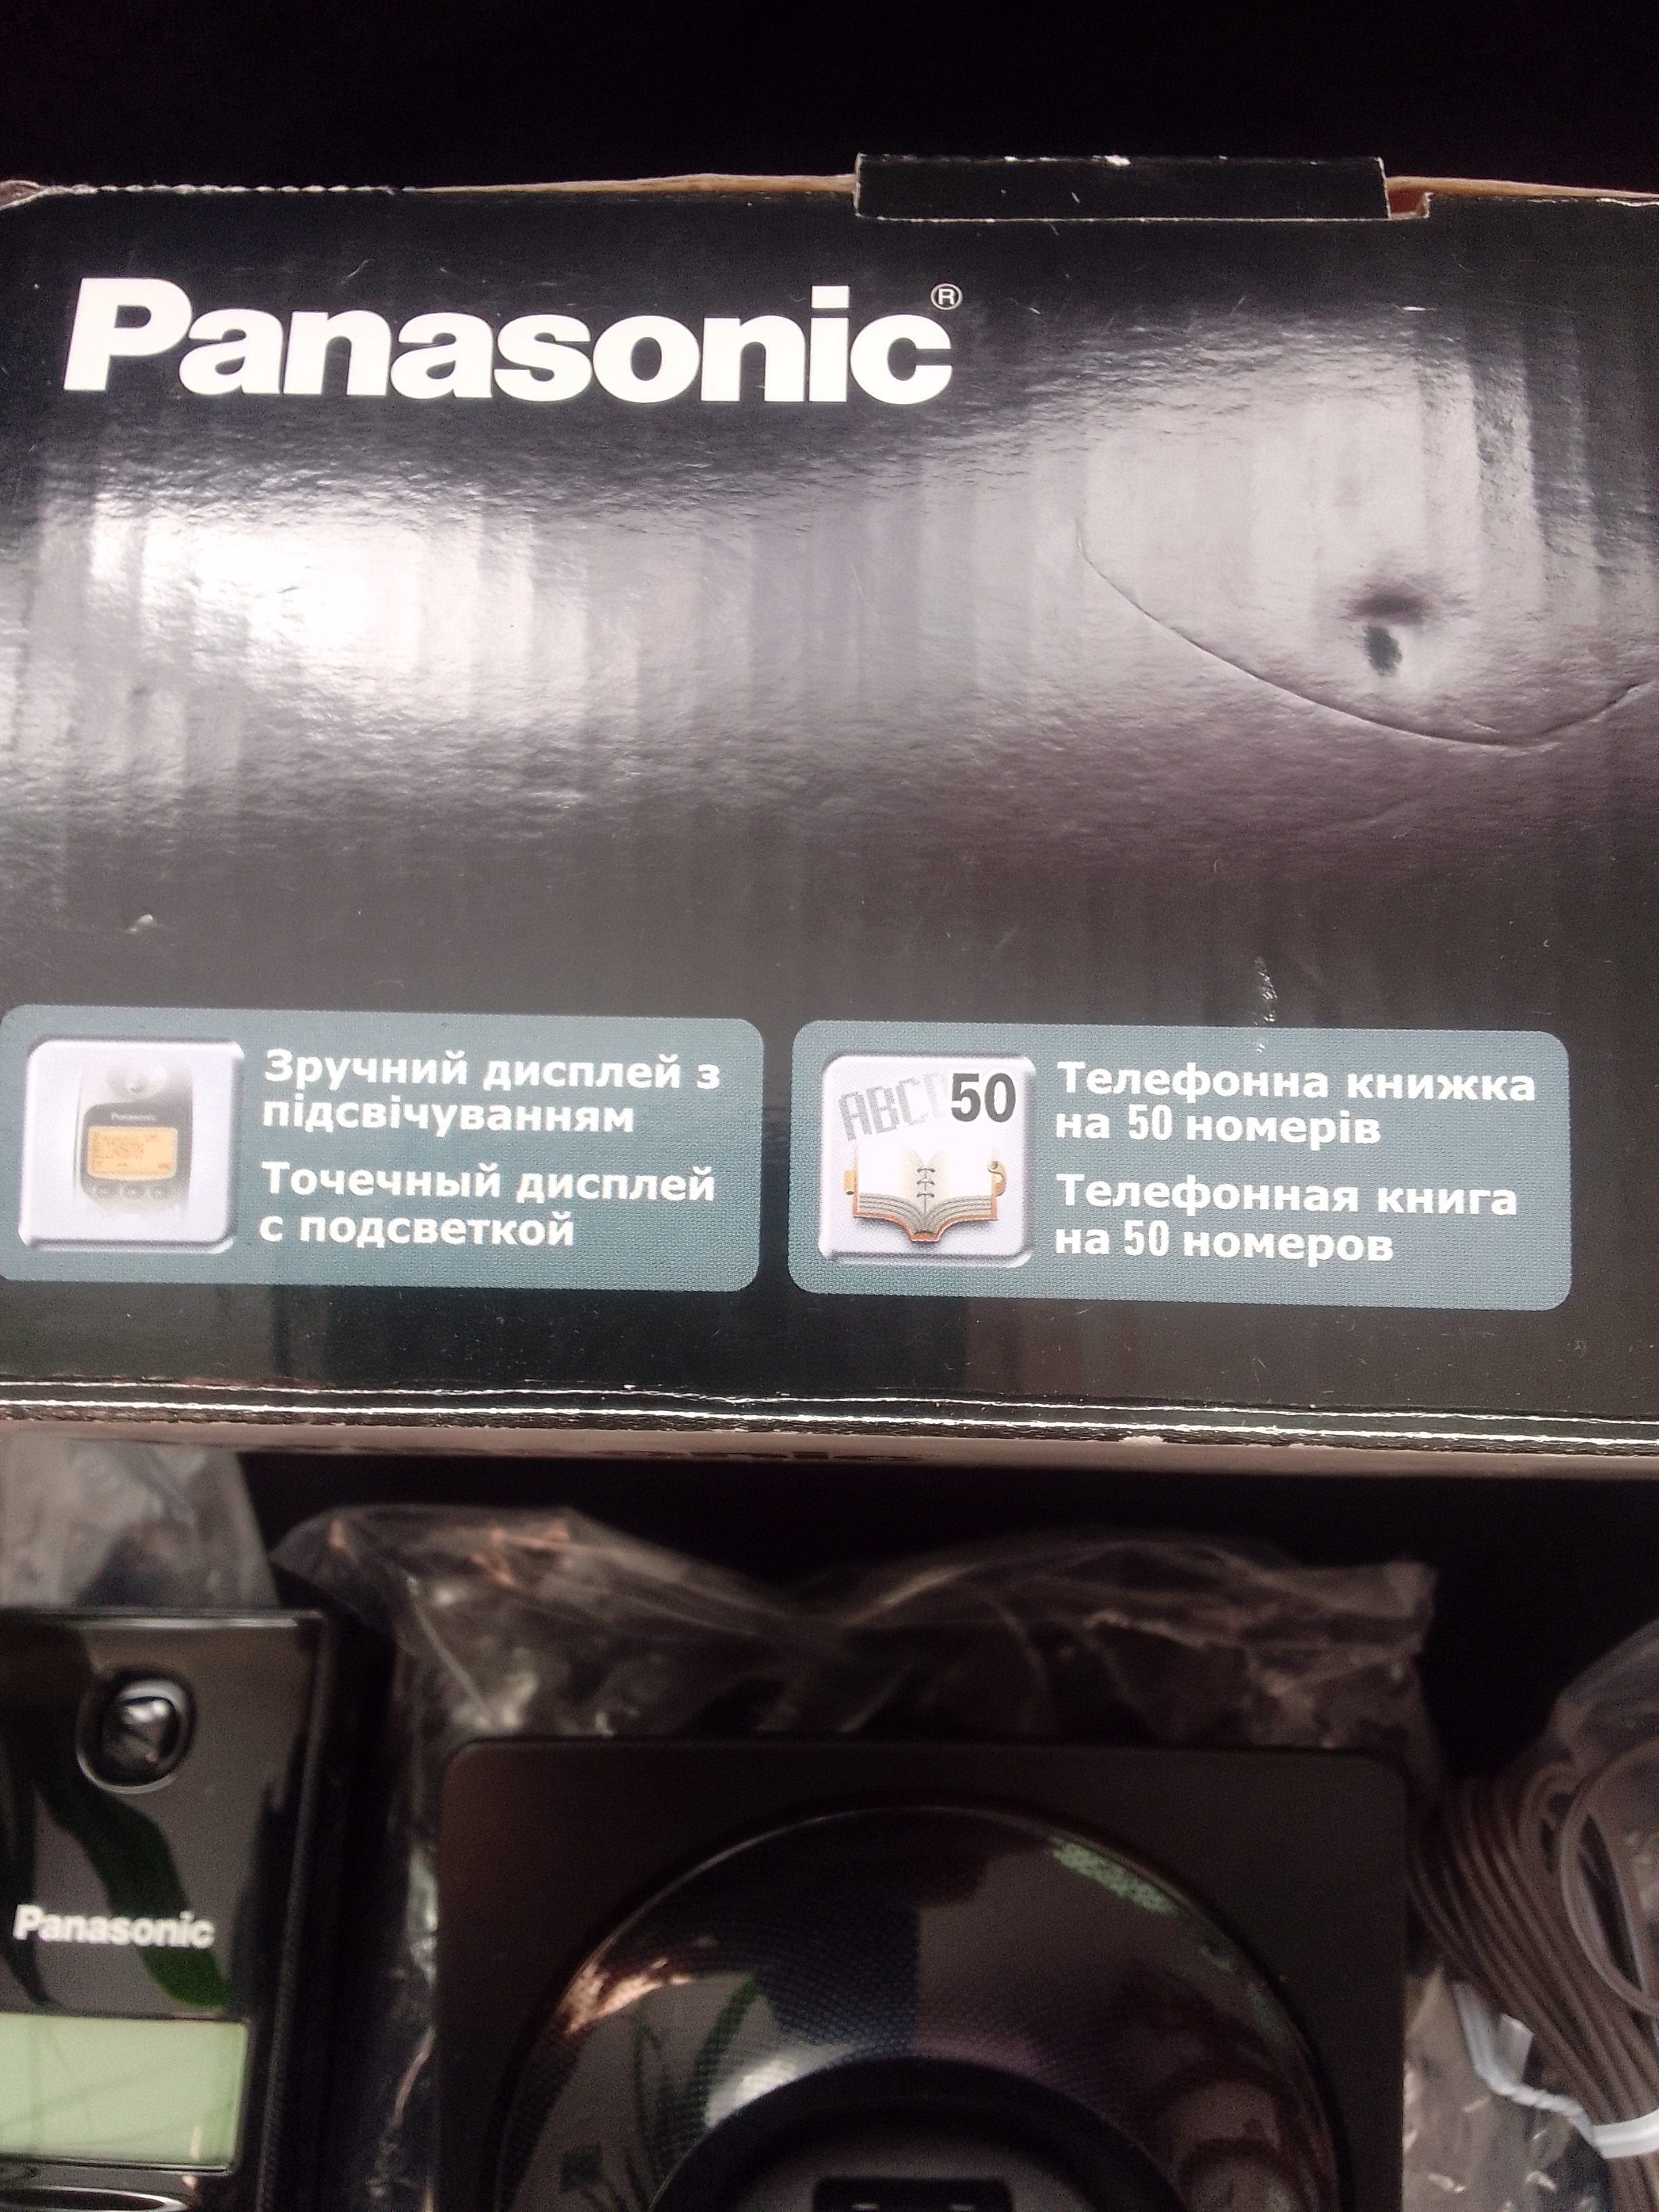 Panasonic®
Зручний дисплей з
підсвічуванням
Точечный дисплей
с подсветкой
ABCD 50
Телефонна книжка
на 50 номерів
Телефонная книга
на 50 номеров
Panasonic